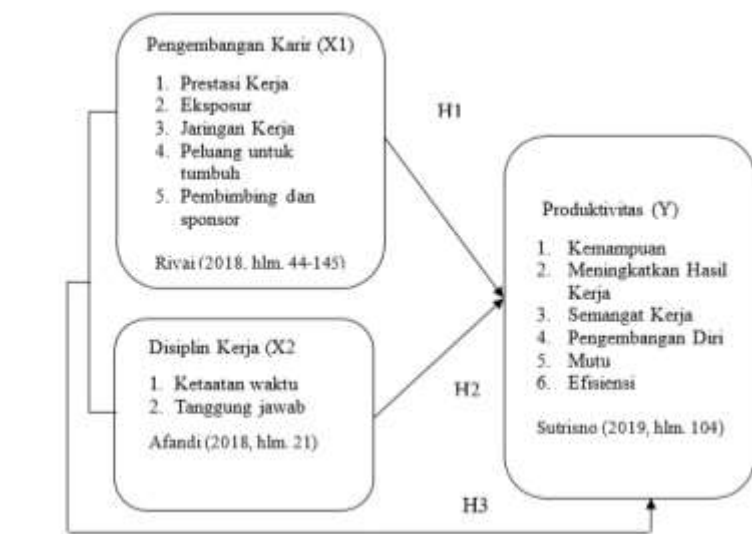 Pengembangan Karir (X1)
1. Prestasi Kerja
2. Eksposur
3. Jaringan Kerja
4. Peluang untuk
tumbuh
5. Pembimbing dan
sponsor
Rivai (2018, hlm. 44-145)
H1
Disiplin Kerja (X2
1. Ketaatan waktu
2. Tanggung jawab
Afandi (2018, hlm. 21)
H2
Produktivitas (Y)
1. Kemampuan
2. Meningkatkan Hasil
Kerja
3. Semangat Kerja
4. Pengembangan Diri
5. Mutu
6. Efisiensi
Sutrisno (2019, hlm. 104)
H3